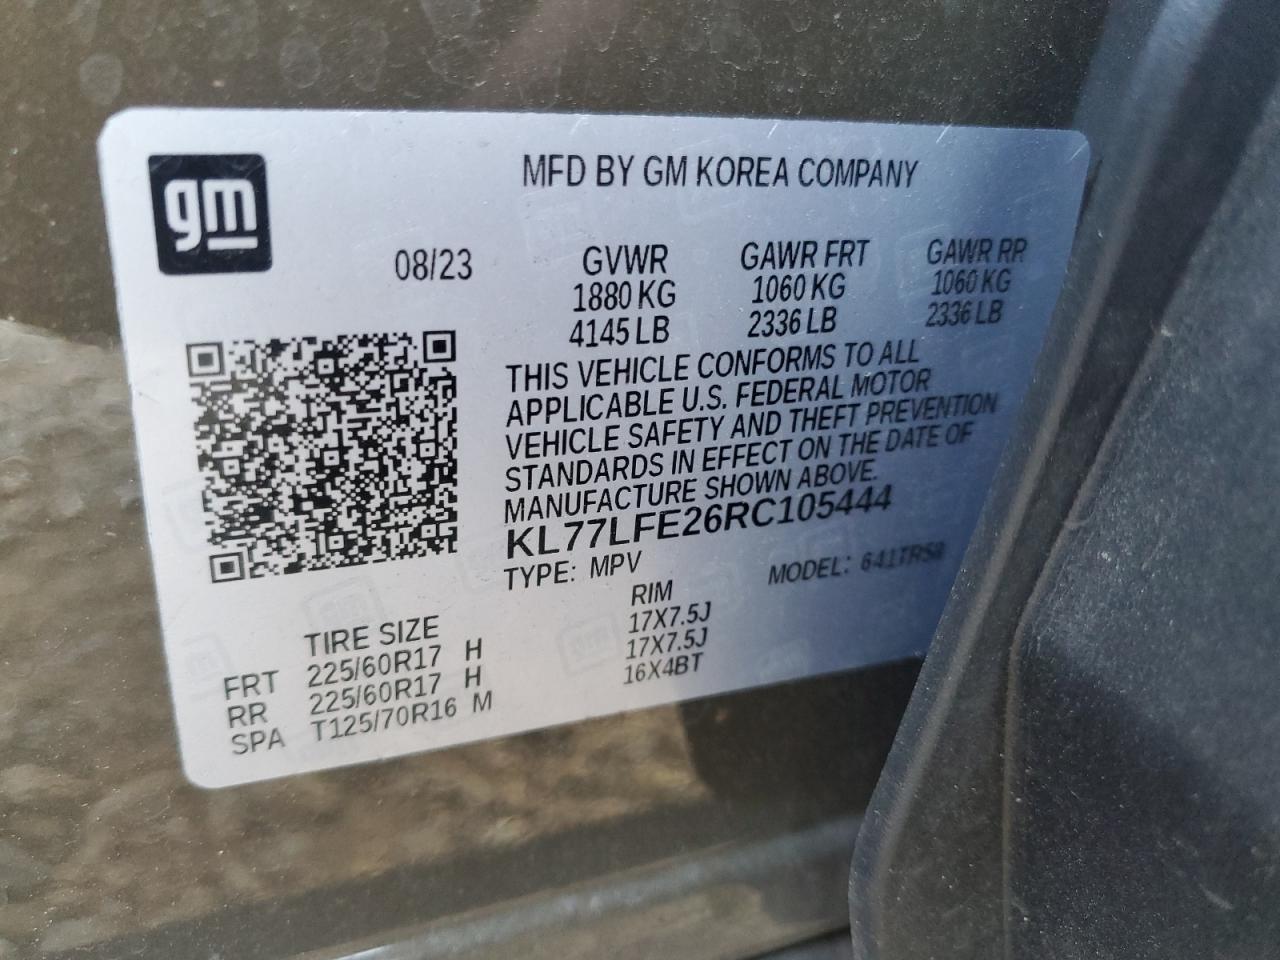 gm
MFD BY GM KOREA COMPANY
08/23
GVWR GAWR FRT GAWR RR
1880 KG 1060 KG 1060 KG
4145 LB 2336 LB 2336 LB
THIS VEHICLE CONFORMS TO ALL
APPLICABLE U.S. FEDERAL MOTOR
VEHICLE SAFETY AND THEFT PREVENTION
STANDARDS IN EFFECT ON THE DATE OF
MANUFACTURE SHOWN ABOVE.
KL77LFE26RC105444
TYPE: MPV MODEL:
TIRE SIZE RIM
FRT 225/60R17 H 17X7.5J
RR 225/60R17 H 17X7.5J
SPA T125/70R16 M 16X4BT